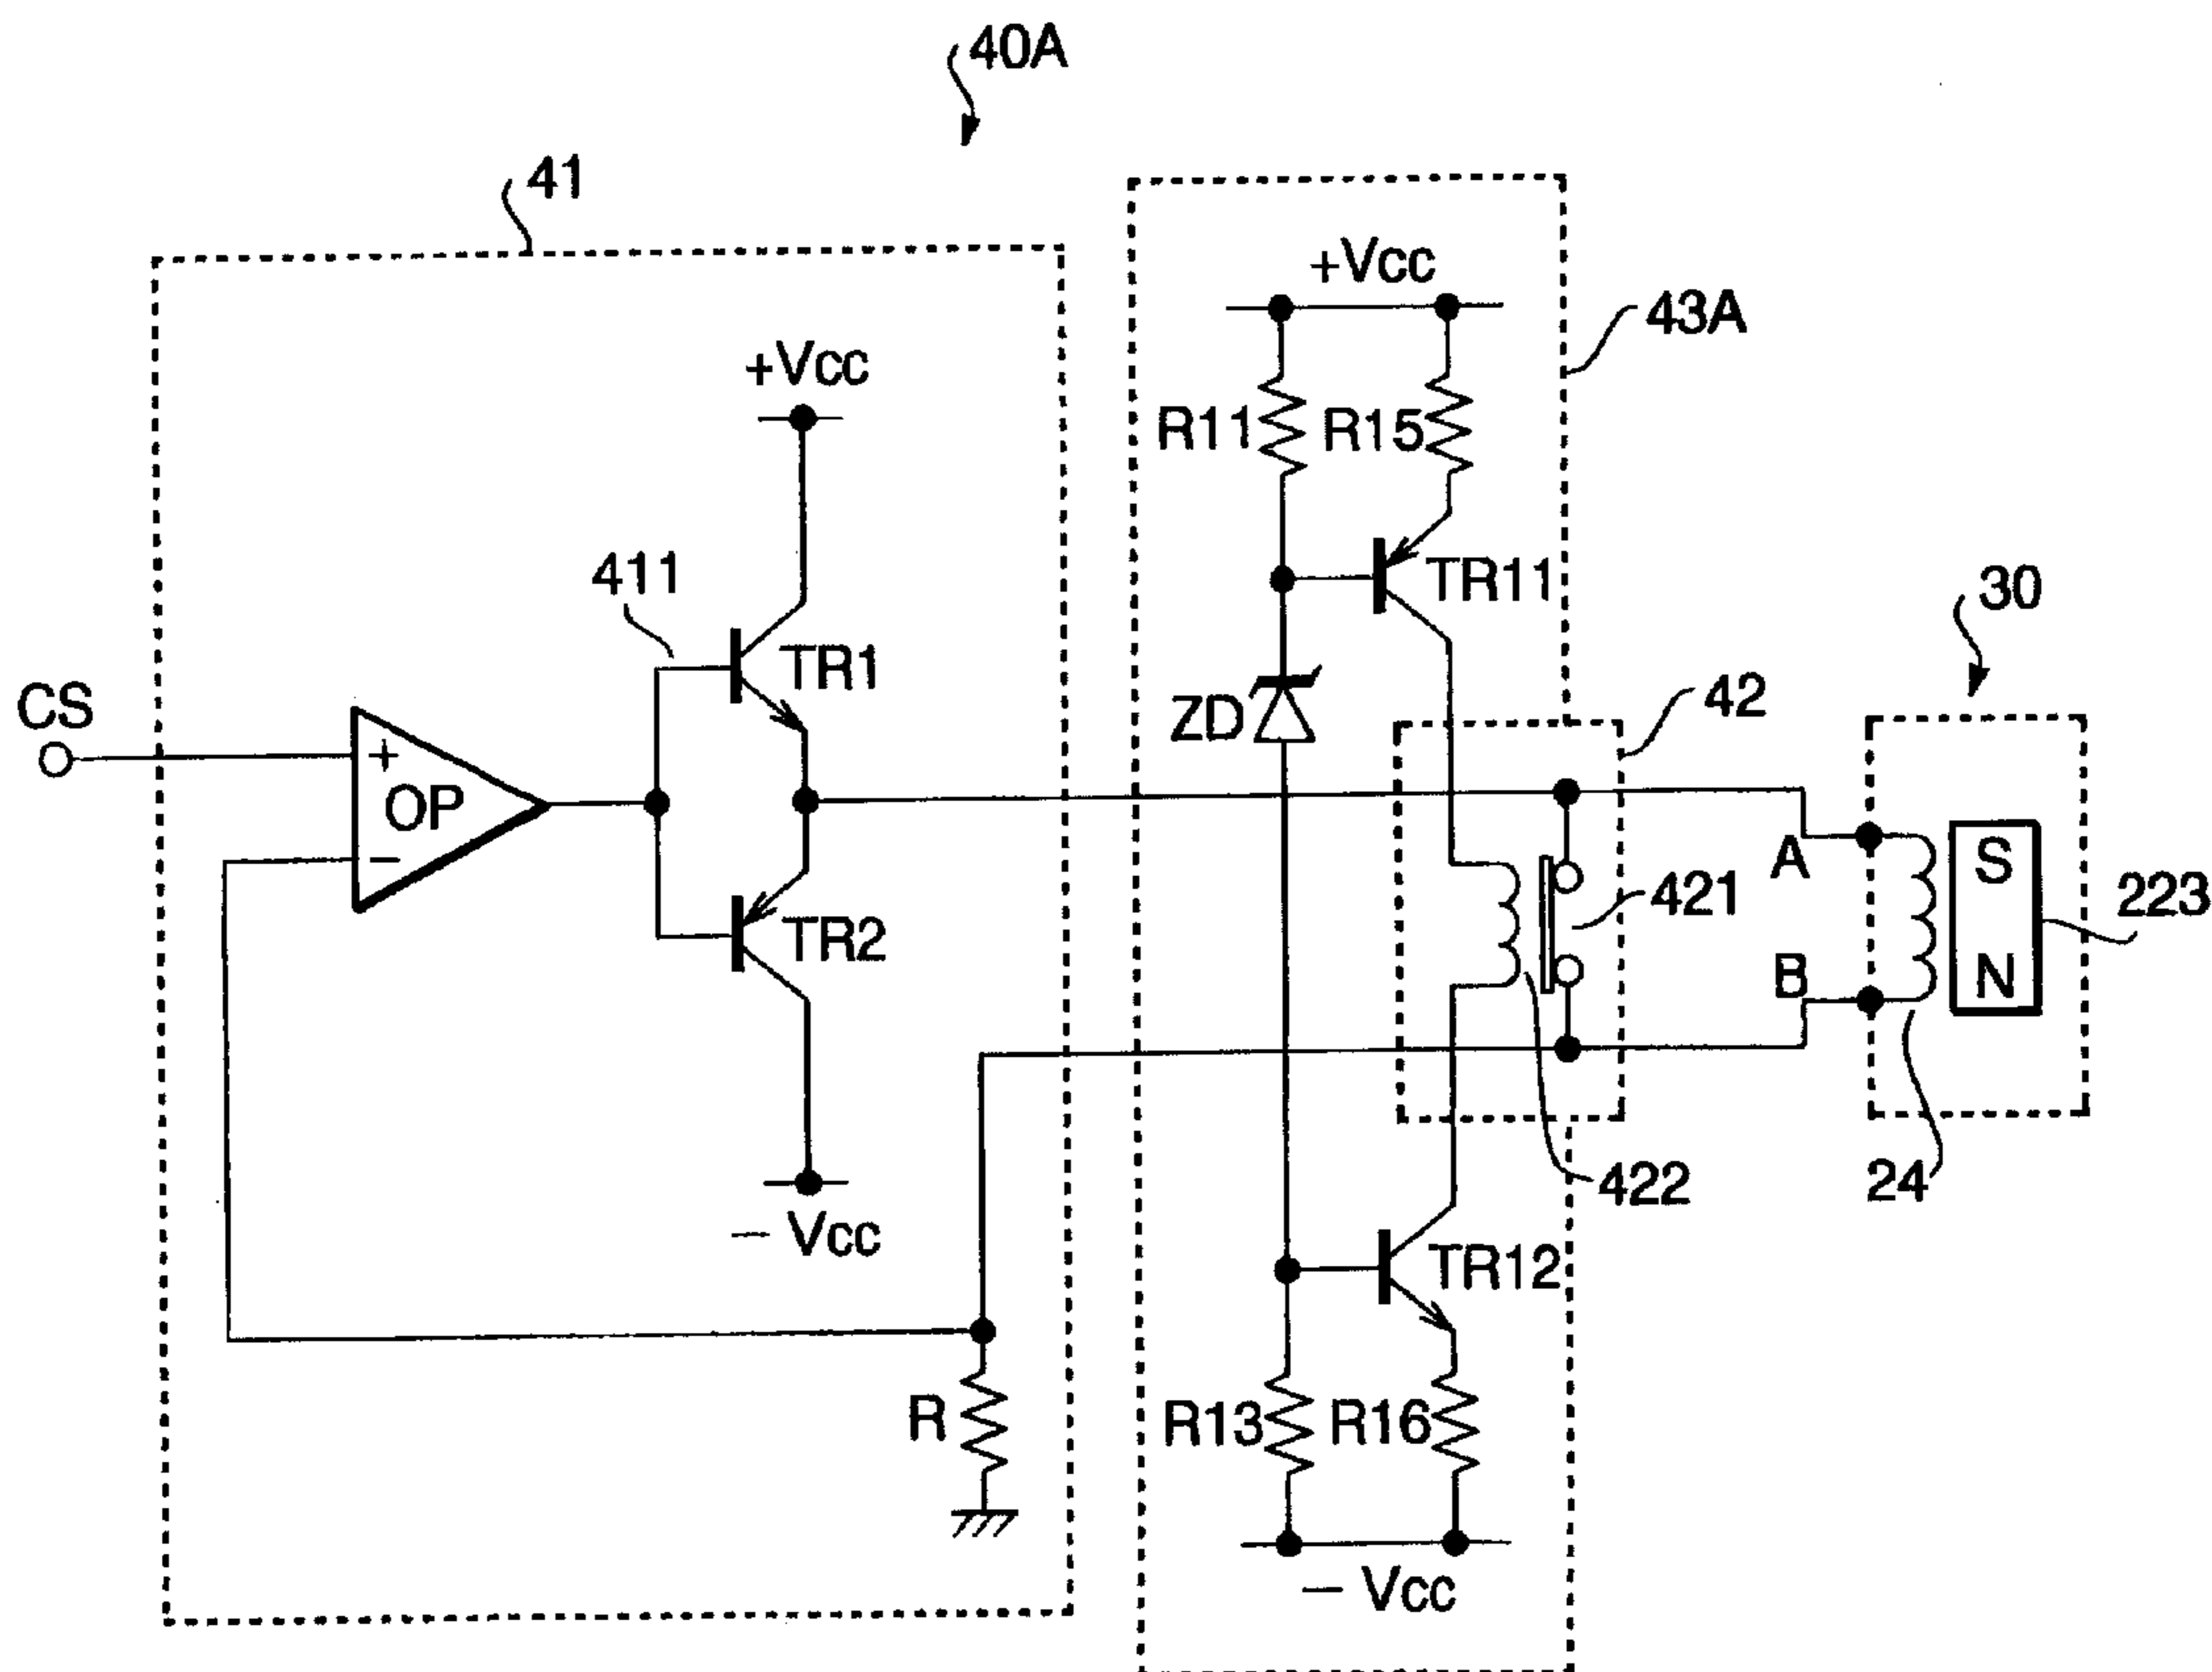 40A
41
+Vcc
43A
+Vcc
R11
R15
411
TR11
30
TR1
CS
ZD
42
+
OP
−
A
S
421
223
TR2
B
N
422
24
− Vcc
TR12
R
R13
R16
− Vcc